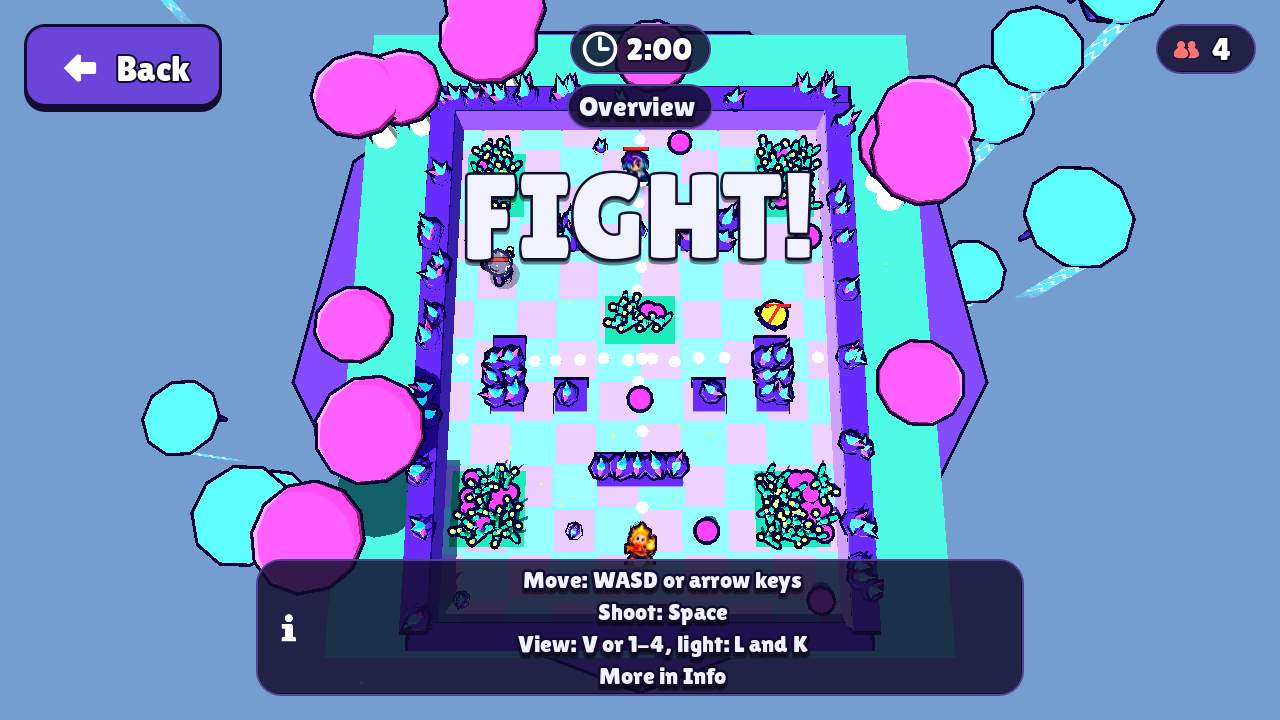 Back
2:00
4
Overview
FIGHT!
Move: WASD or arrow keys
Shoot: Space
View: V or 1-4, light: L and K
More in Info